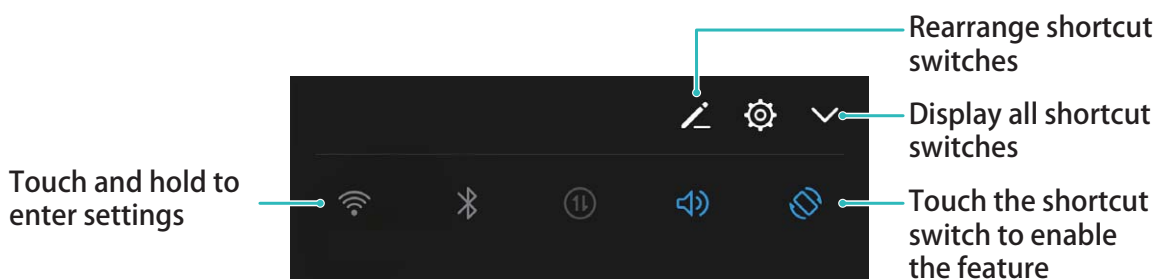 Rearrange shortcut
switches
Display all shortcut
switches
Touch and hold to
enter settings
Touch the shortcut
switch to enable
the feature